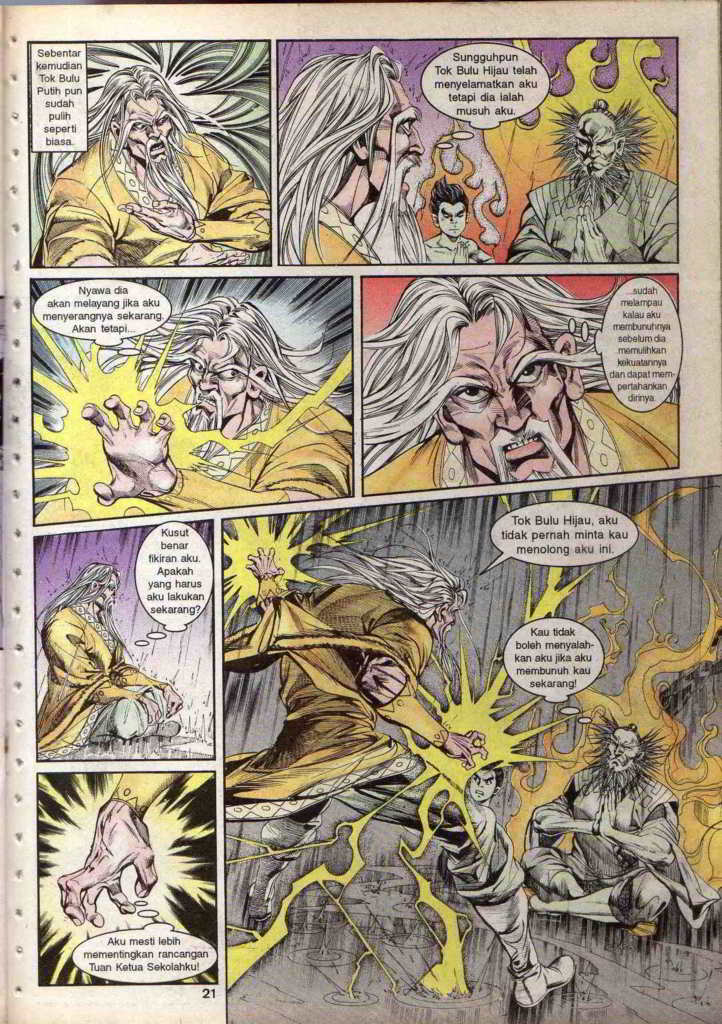 Sebentar
kemudian
Tok Bulu
Putih pun
sudah
pulih
seperti
biasa.
Sungguhpun
Tok Bulu Hijau telah
menyelamatkan aku
tetapi dia ialah
musuh aku.
Nyawa dia
akan melayang jika aku
menyerangnya sekarang.
Akan tetapi...
..sudah
melampau
kalau aku
membunuhnya
sebelum dia
memulihkan
kekuatannya
dan dapat mem-
pertahankan
dirinya.
Kusut
benar
fikiran aku.
Apakah
yang harus
aku lakukan
sekarang?
Tok Bulu Hijau, aku
tidak pernah minta kau
menolong aku ini.
Kau tidak
boleh menyalah-
kan aku jika aku
membunuh kau
sekarang!
Aku mesti lebih
mementingkan rancangan
Tuan Ketua Sekolahku!
21